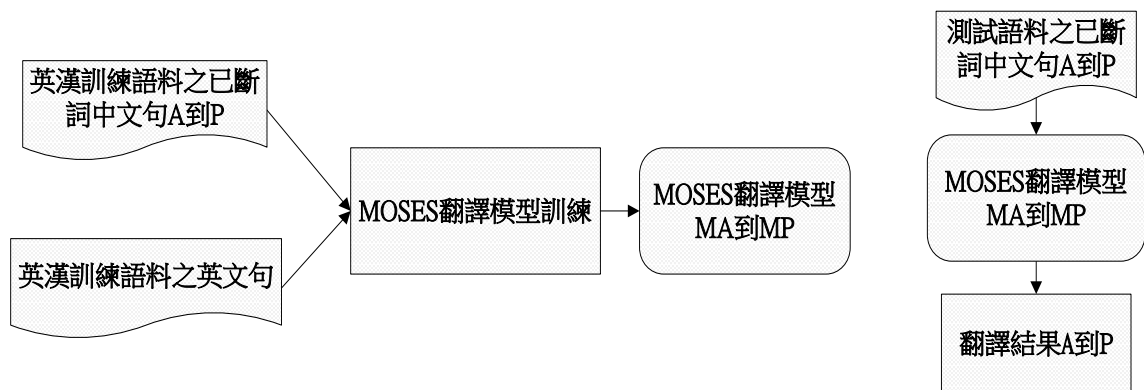 英漢訓練語料之已斷
詞中文句A到P
英漢訓練語料之英文句
MOSES翻譯模型訓練
MOSES翻譯模型
MA到MP
測試語料之已斷
詞中文句A到P
MOSES翻譯模型
MA到MP
翻譯結果A到P